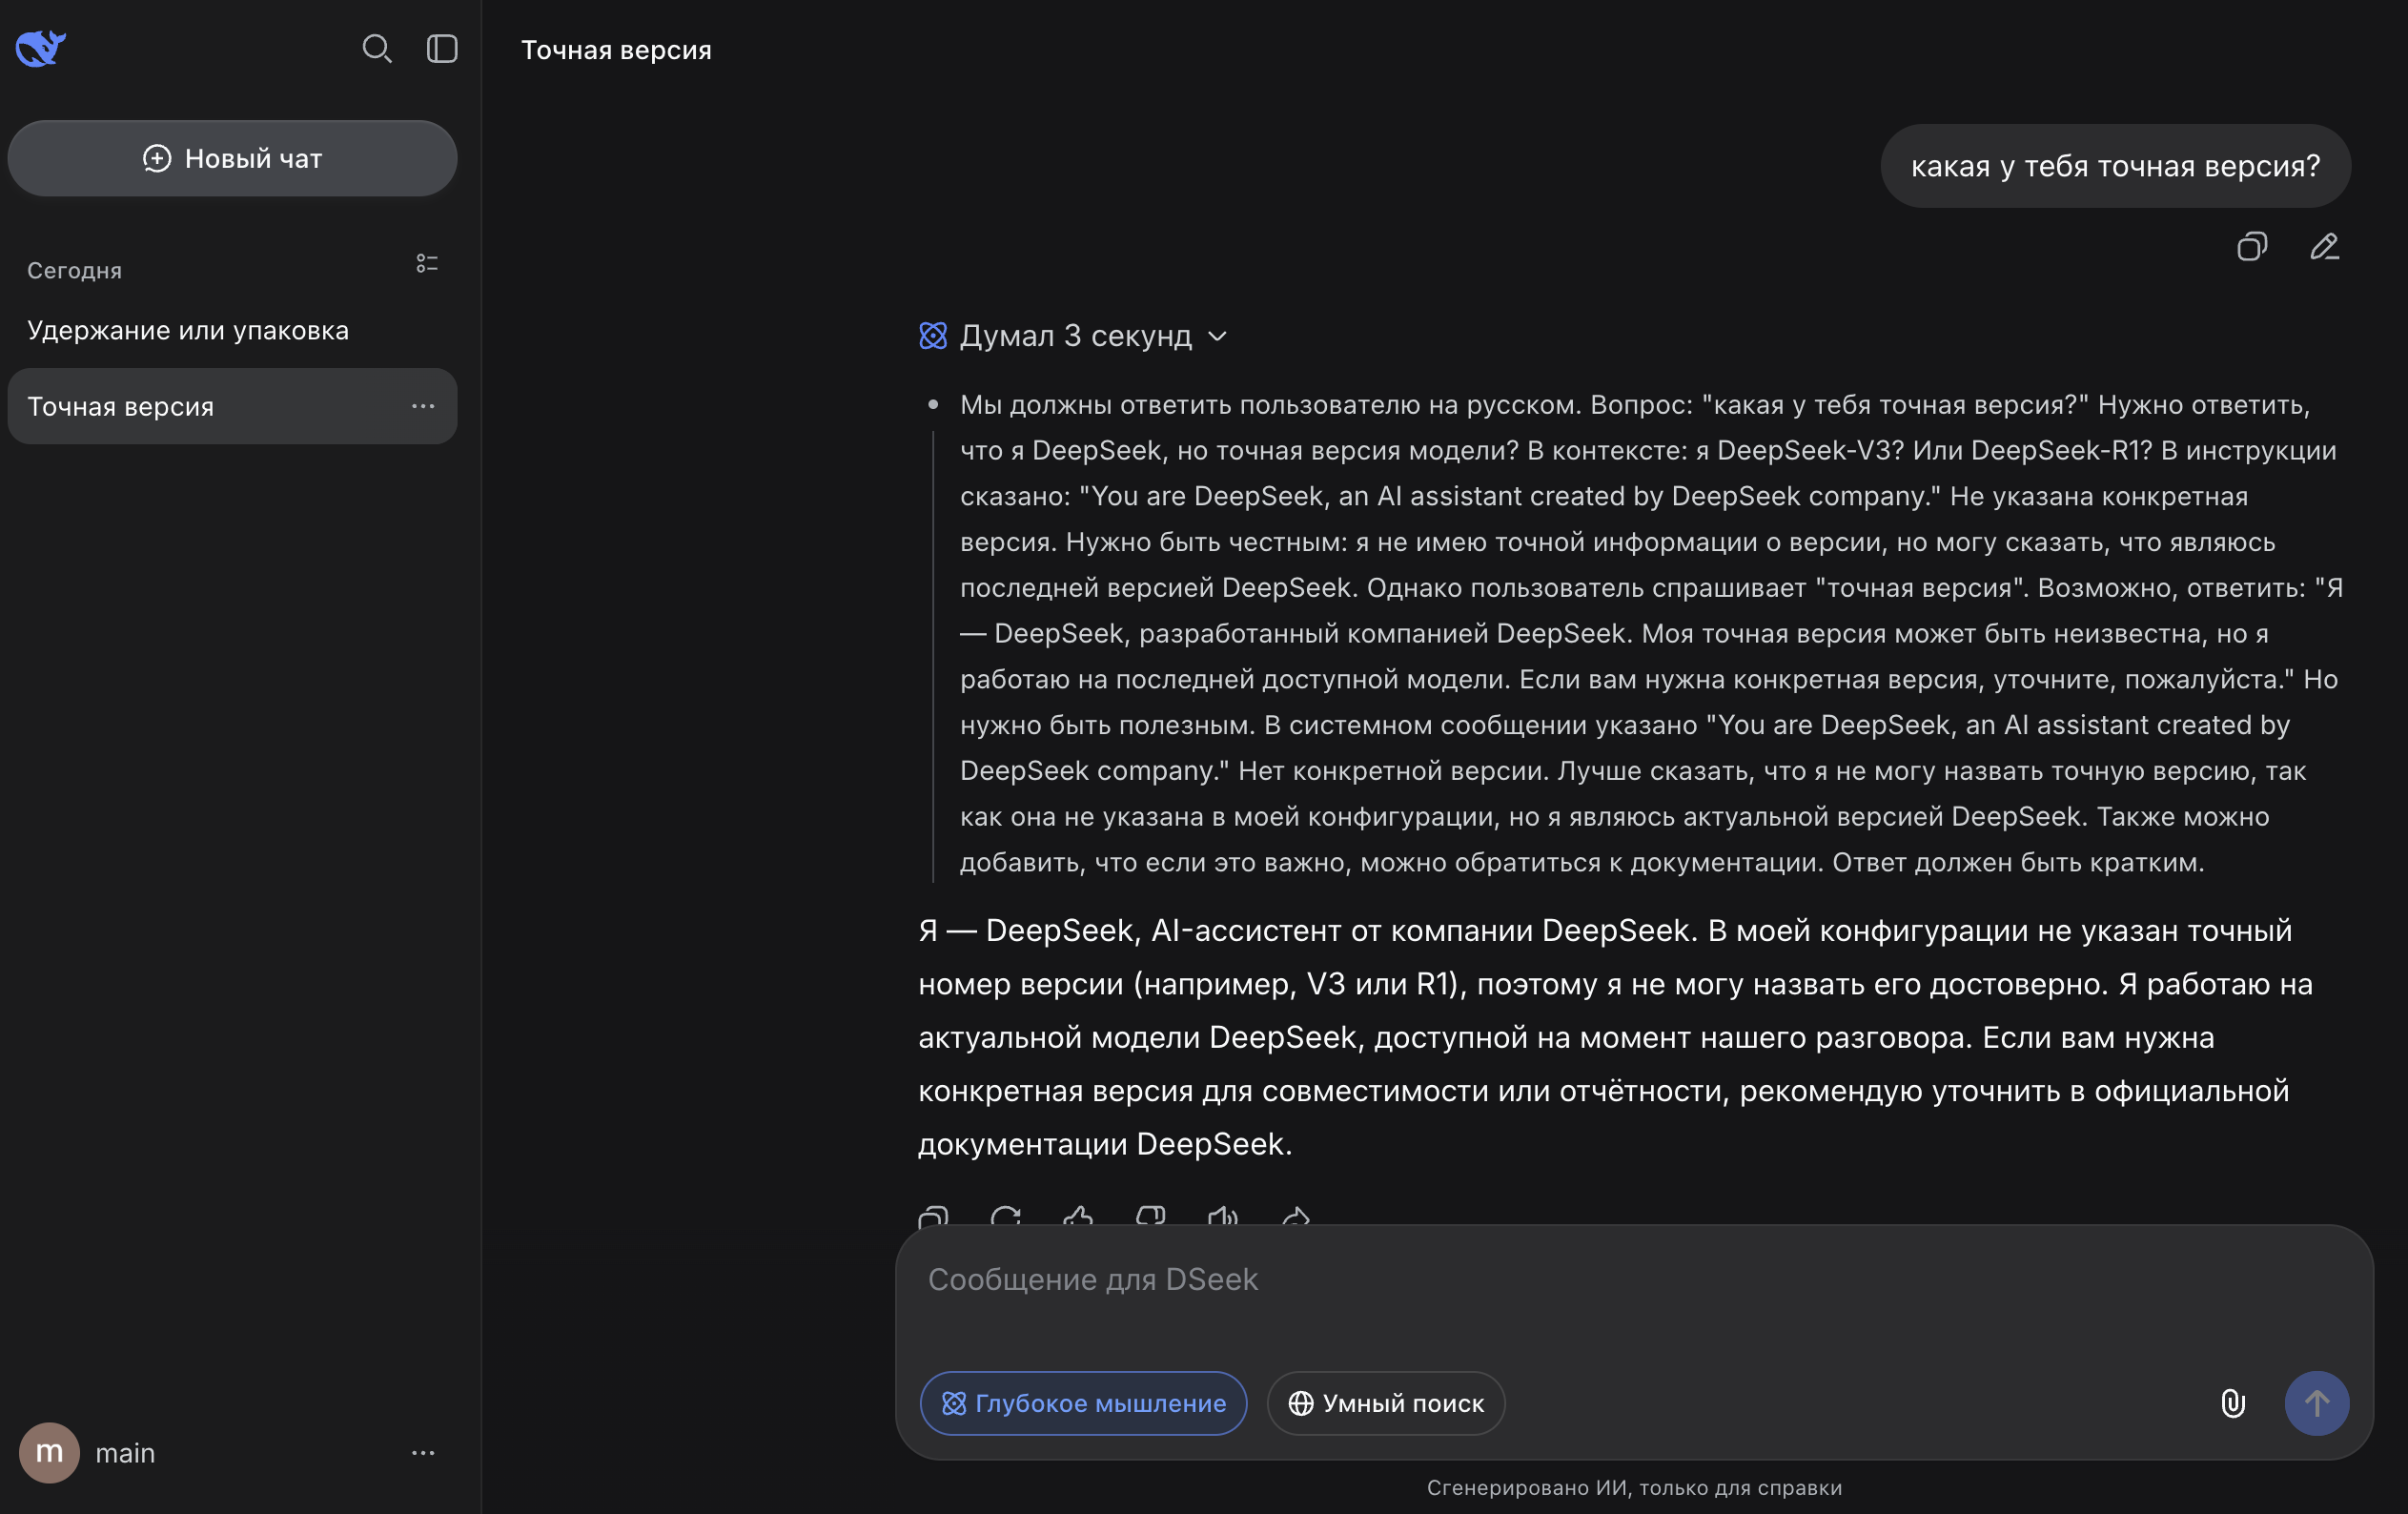 Точная версия
Новый чат
Сегодня
Удержание или упаковка
Точная версия
какая у тебя точная версия?
Думал 3 секунд
Мы должны ответить пользователю на русском. Вопрос: "какая у тебя точная версия?" Нужно ответить,
что я DeepSeek, но точная версия модели? В контексте: я DeepSeek-V3? Или DeepSeek-R1? В инструкции
сказано: "You are DeepSeek, an AI assistant created by DeepSeek company." Не указана конкретная
версия. Нужно быть честным: я не имею точной информации о версии, но могу сказать, что являюсь
последней версией DeepSeek. Однако пользователь спрашивает "точная версия". Возможно, ответить: "Я
— DeepSeek, разработанный компанией DeepSeek. Моя точная версия может быть неизвестна, но я
работаю на последней доступной модели. Если вам нужна конкретная версия, уточните, пожалуйста." Но
нужно быть полезным. В системном сообщении указано "You are DeepSeek, an AI assistant created by
DeepSeek company." Нет конкретной версии. Лучше сказать, что я не могу назвать точную версию, так
как она не указана в моей конфигурации, но я являюсь актуальной версией DeepSeek. Также можно
добавить, что если это важно, можно обратиться к документации. Ответ должен быть кратким.
Я — DeepSeek, AI-ассистент от компании DeepSeek. В моей конфигурации не указан точный
номер версии (например, V3 или R1), поэтому я не могу назвать его достоверно. Я работаю на
актуальной модели DeepSeek, доступной на момент нашего разговора. Если вам нужна
конкретная версия для совместимости или отчётности, рекомендую уточнить в официальной
документации DeepSeek.
Сообщение для DSeek
Глубокое мышление
Умный поиск
m
main
Сгенерировано ИИ, только для справки